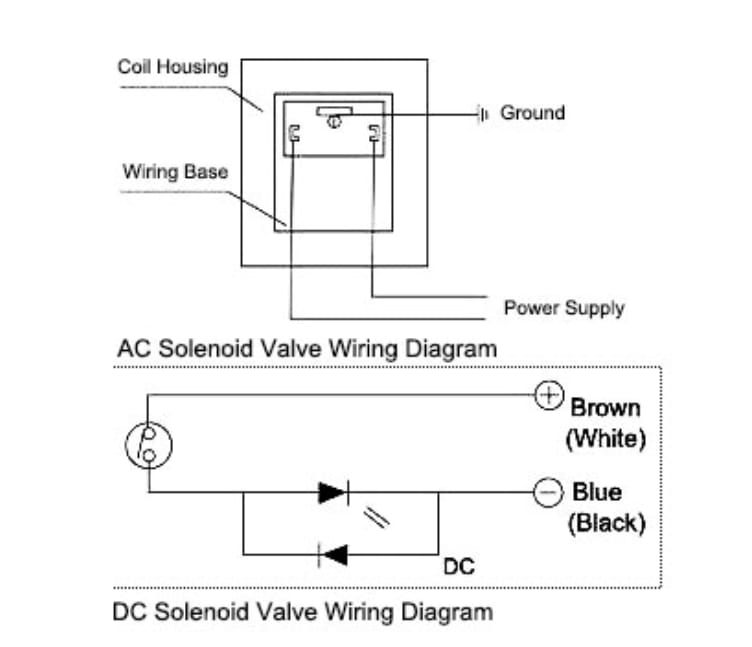 Coil Housing
Ground
Wiring Base
Power Supply
AC Solenoid Valve Wiring Diagram
Brown
(White)
Blue
(Black)
DC
DC Solenoid Valve Wiring Diagram